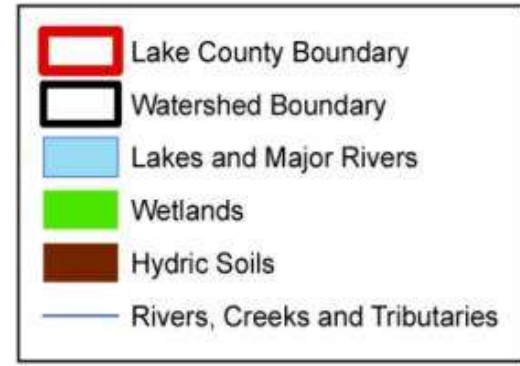 Lake County Boundary
Watershed Boundary
Lakes and Major Rivers
Wetlands
Hydric Soils
Rivers, Creeks and Tributaries